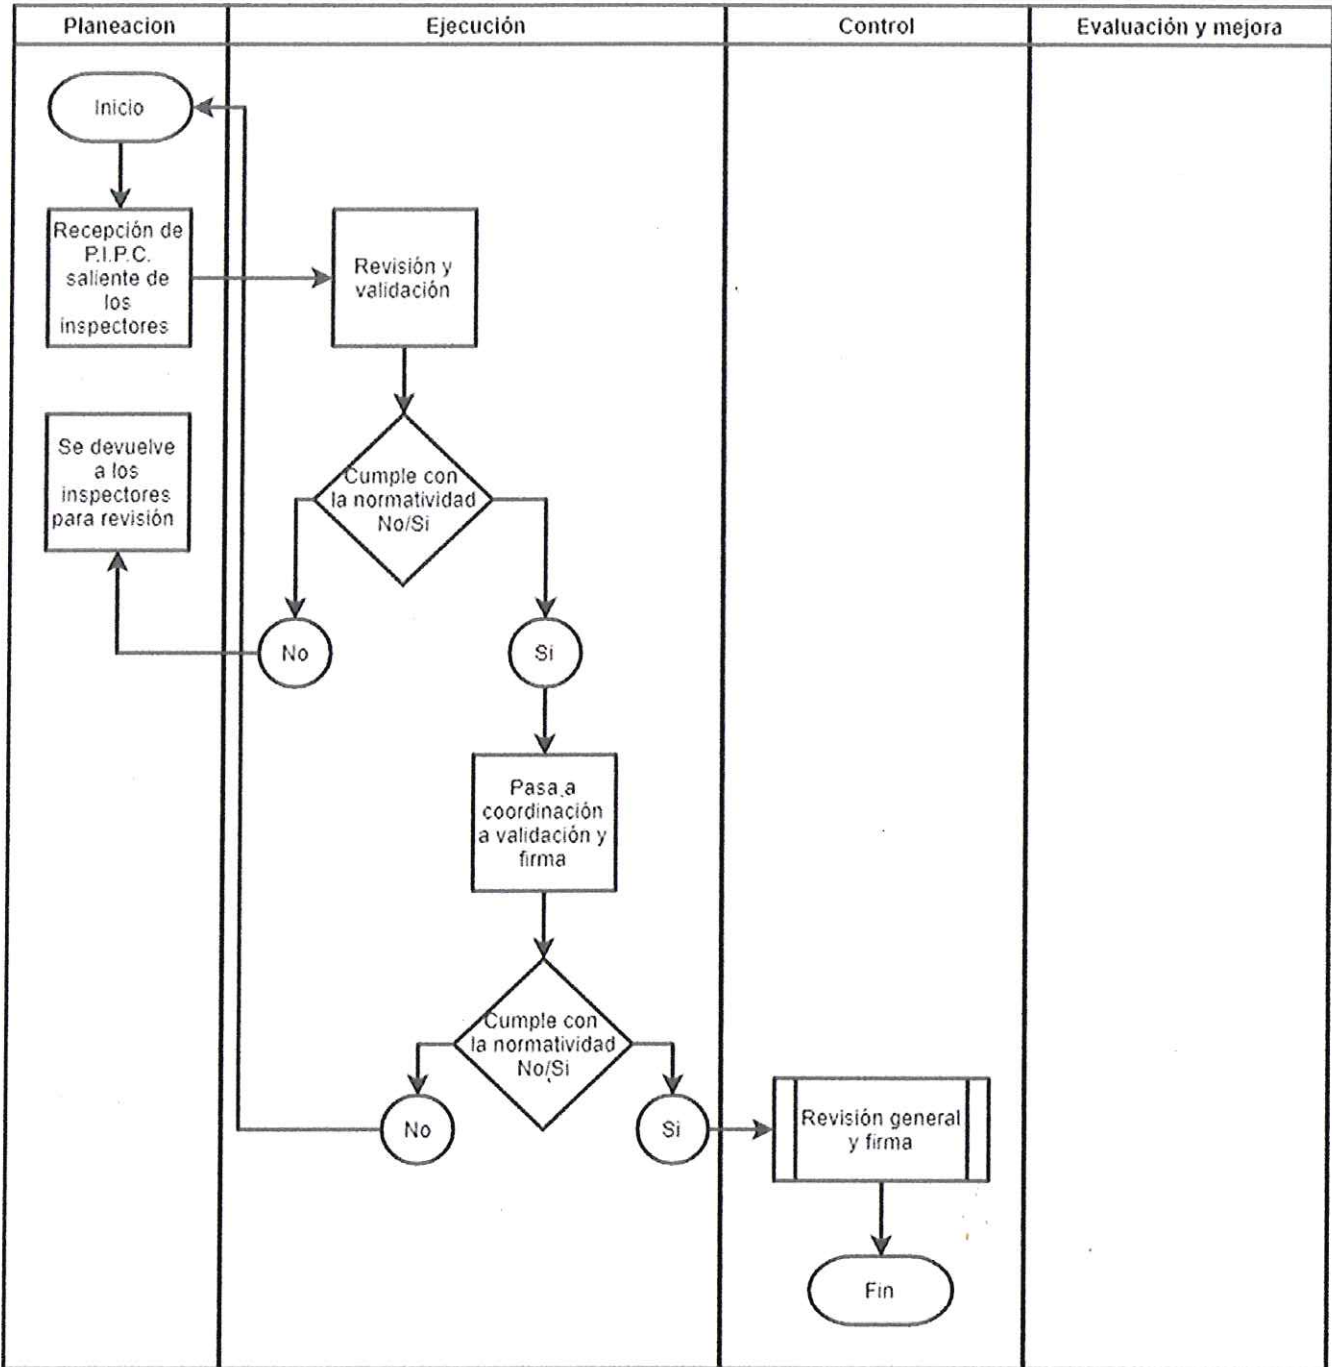 Planeacion
Ejecución
Control
Evaluación y mejora
Inicio
Recepción de
P.I.P.C.
saliente de
los
inspectores
Revisión y
validación
Se devuelve
a los
inspectores
para revisión
Cumple con
la normatividad
No/Si
No
Si
Pasa a
coordinación
a validación y
firma
Cumple con
la normatividad
No/Si
No
Si
Revisión general
y firma
Fin